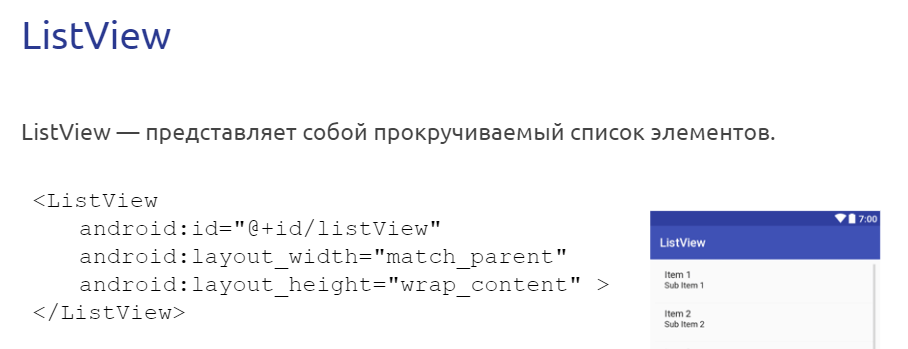 ListView
ListView — представляет собой прокручиваемый список элементов.
<ListView
android:id="@+id/listView"
android:layout_width="match_parent"
android:layout_height="wrap_content" >
</ListView>
7:00
ListView
Item 1
Sub Item 1
Item 2
Sub Item 2